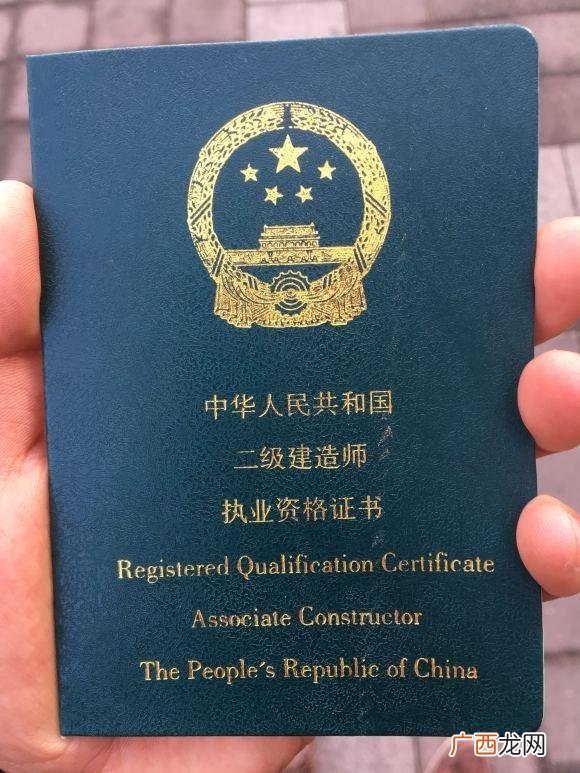 中华人民共和国
二级建造师
执业资格证书
Registered Qualification Certificate
Associate Constructor
The People's Republic of China
广西龙网